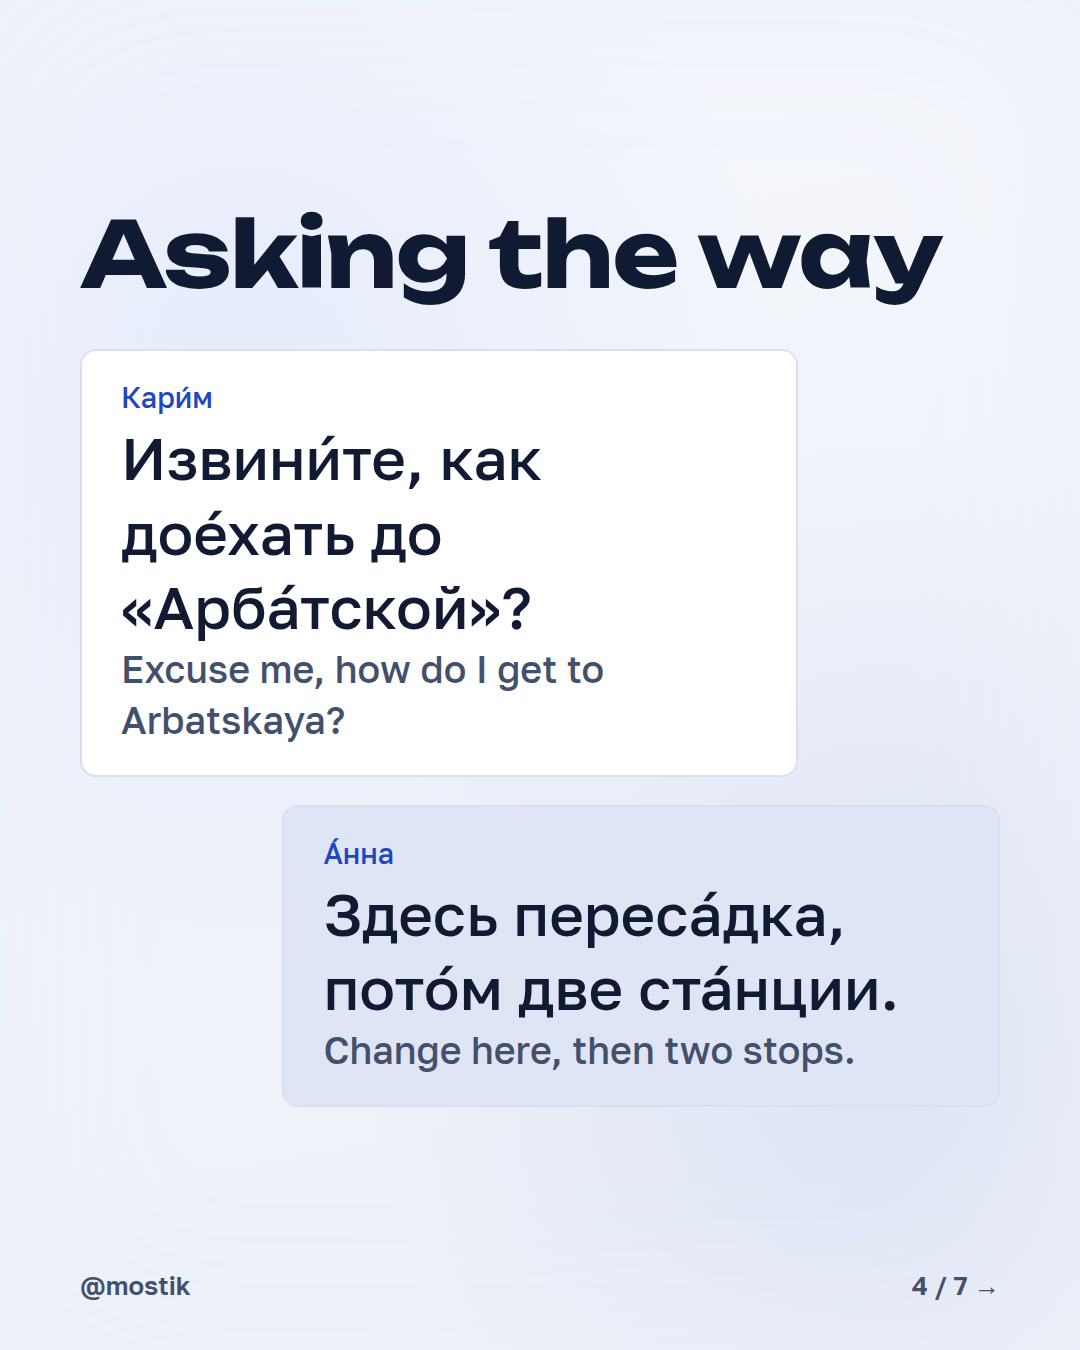 Asking the way
Кари́м
Извини́те, как
дое́хать до
«Арба́тской»?
Excuse me, how do I get to
Arbatskaya?
А́нна
Здесь переса́дка,
пото́м две ста́нции.
Change here, then two stops.
@mostik
4 / 7 →